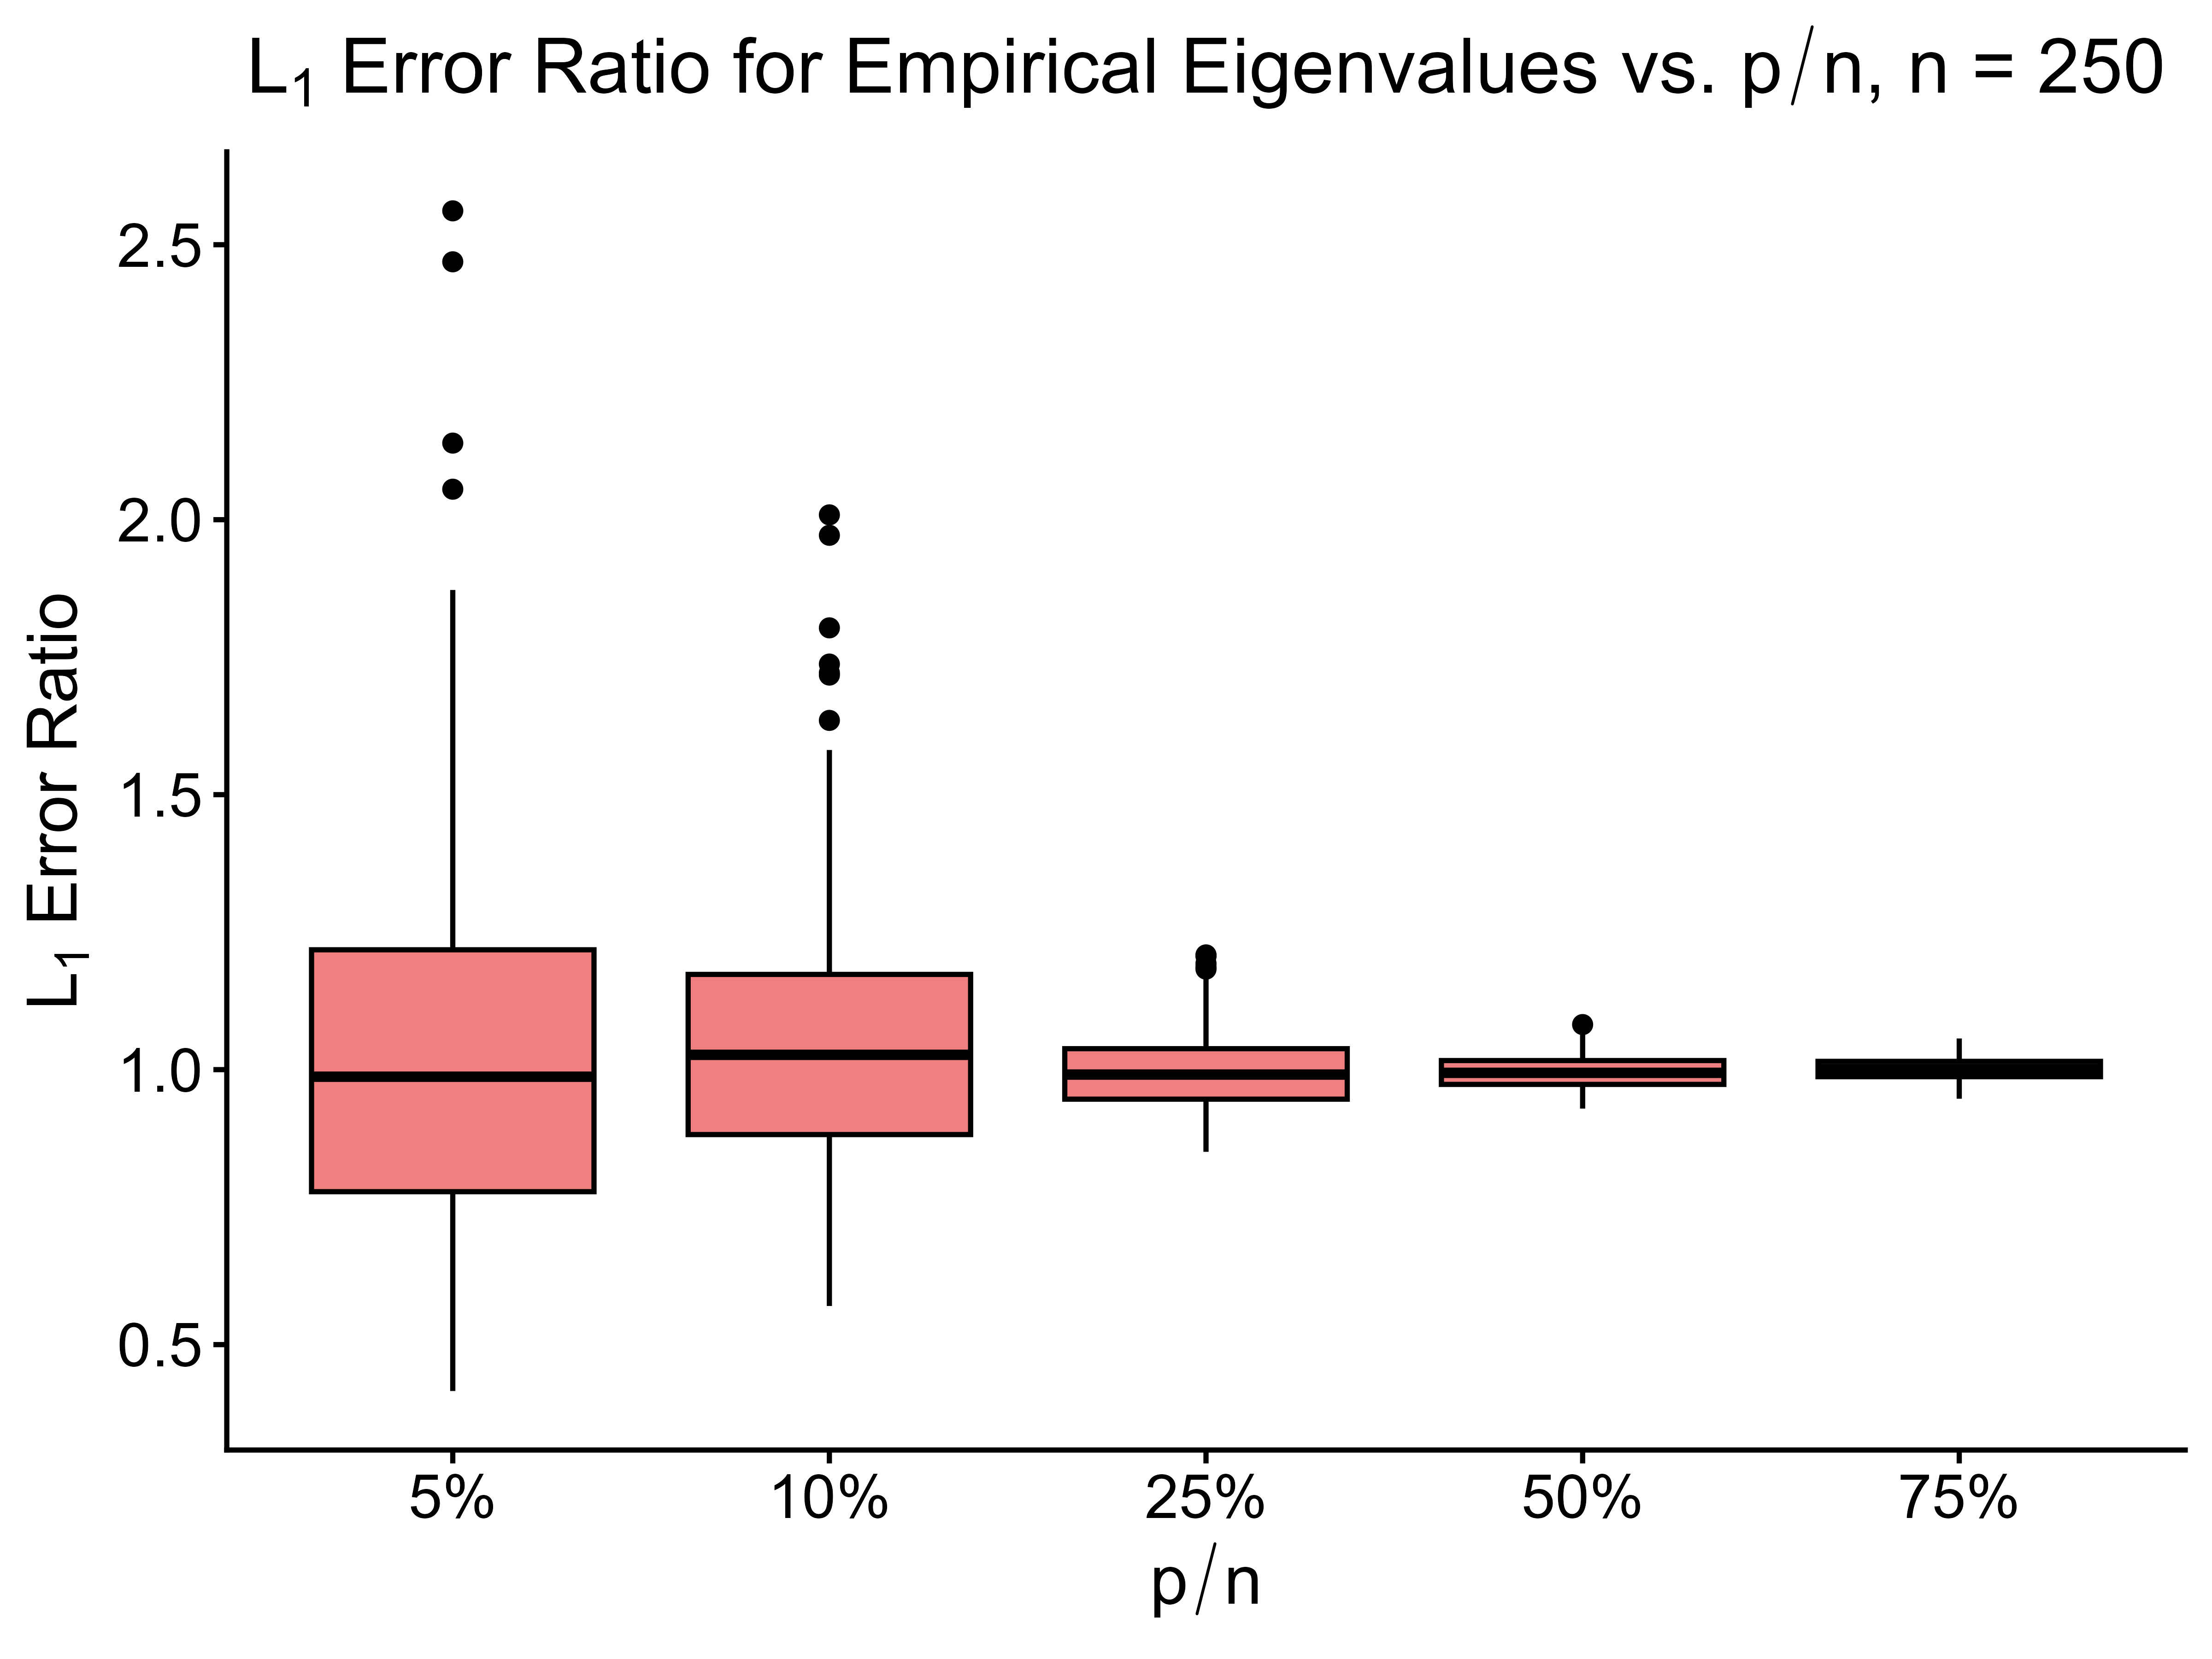 L₁ Error Ratio for Empirical Eigenvalues vs. p/n, n = 250
L₁ Error Ratio
2.5
2.0
1.5
1.0
0.5
5% 10% 25% 50% 75%
p/n